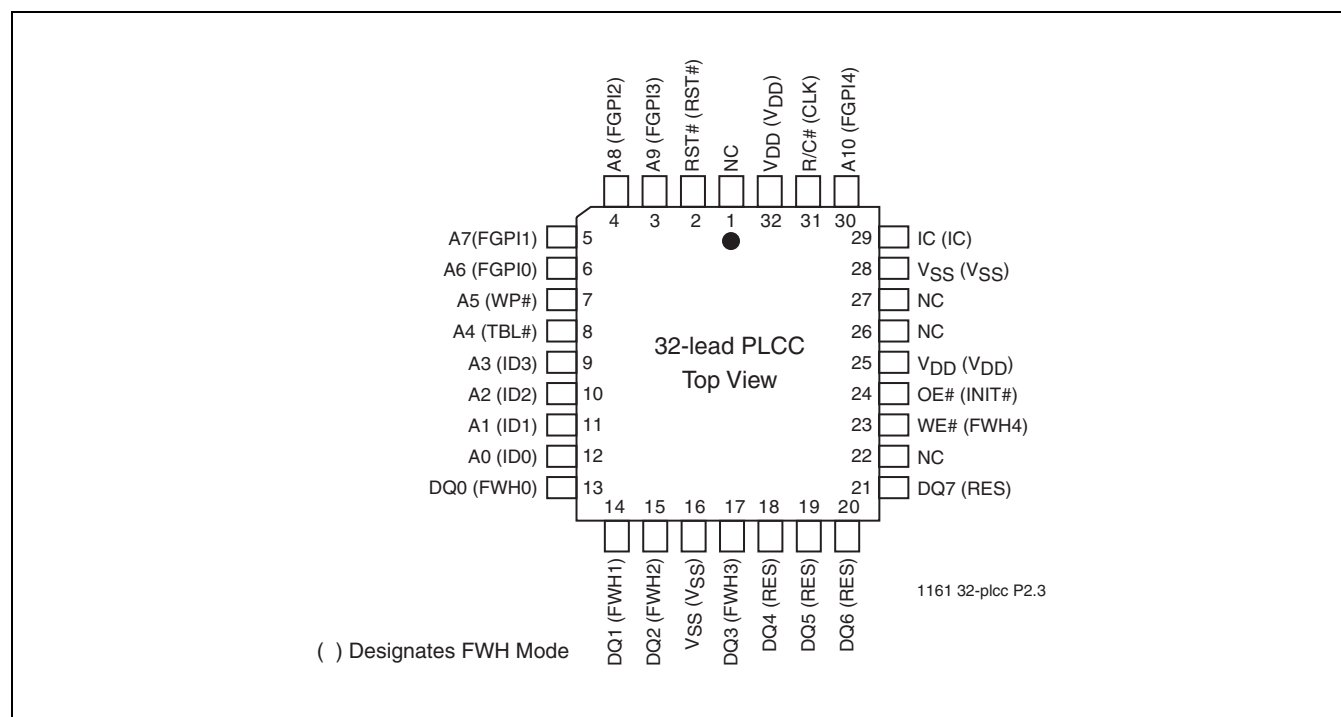 A8 (FGPI2)
A9 (FGPI3)
RST# (RST#)
NC
VDD (VDD)
R/C# (CLK)
A10 (FGPI4)
4
3
2
1
32
31
30
A7(FGPI1) 5
A6 (FGPI0) 6
A5 (WP#) 7
A4 (TBL#) 8
A3 (ID3) 9
A2 (ID2) 10
A1 (ID1) 11
A0 (ID0) 12
DQ0 (FWH0) 13
32-lead PLCC
Top View
29 IC (IC)
28 VSS (VSS)
27 NC
26 NC
25 VDD (VDD)
24 OE# (INIT#)
23 WE# (FWH4)
22 NC
21 DQ7 (RES)
14
15
16
17
18
19
20
DQ1 (FWH1)
DQ2 (FWH2)
VSS (VSS)
DQ3 (FWH3)
DQ4 (RES)
DQ5 (RES)
DQ6 (RES)
1161 32-plcc P2.3
( ) Designates FWH Mode